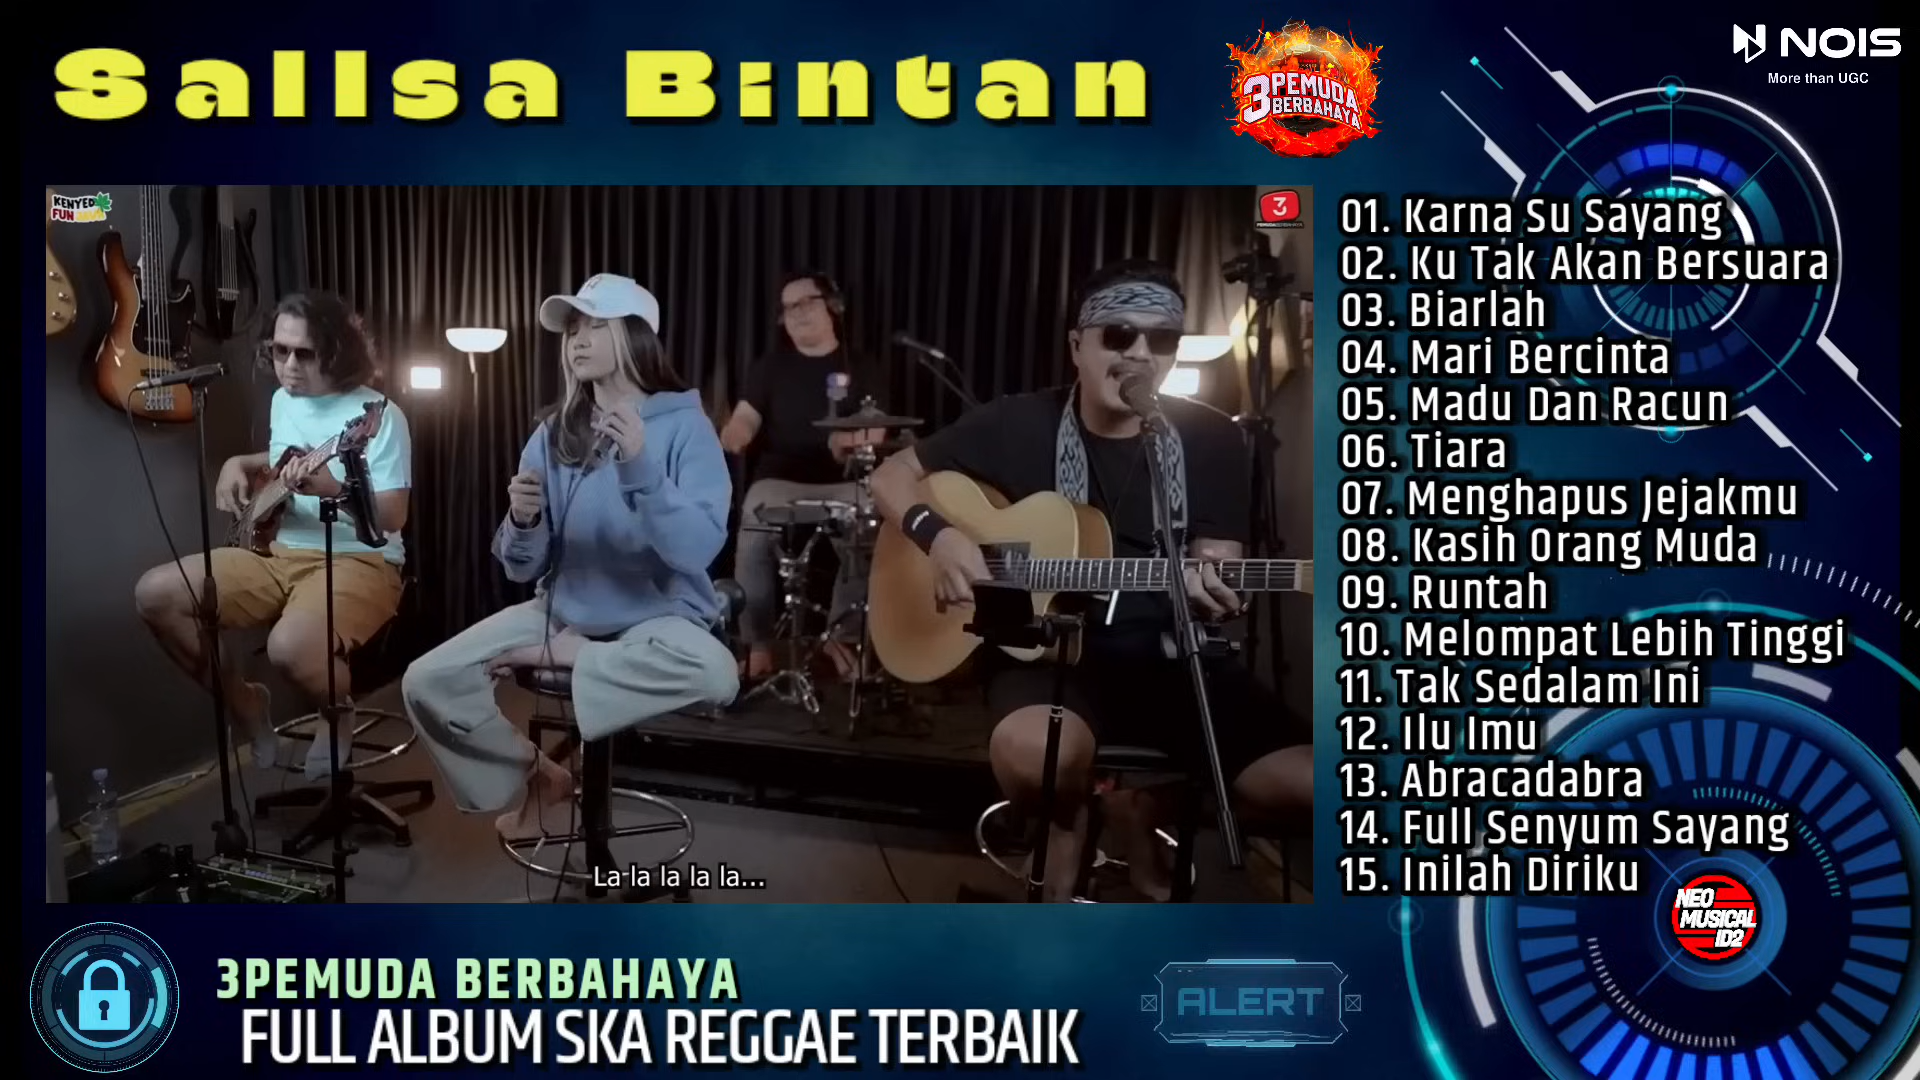 Sallsa Bintan
3PEMUDA
BERBAHAYA
NOIS
More than UGC
KENYED
FUN
3
01. Karna Su Sayang
02. Ku Tak Akan Bersuara
03. Biarlah
04. Mari Bercinta
05. Madu Dan Racun
06. Tiara
07. Menghapus Jejakmu
08. Kasih Orang Muda
09. Runtah
10. Melompat Lebih Tinggi
11. Tak Sedalam Ini
12. Ilu Imu
13. Abracadabra
14. Full Senyum Sayang
15. Inilah Diriku
La la la la la...
NEO
MUSICAL
ID2
3PEMUDA BERBAHAYA
FULL ALBUM SKA REGGAE TERBAIK
ALERT